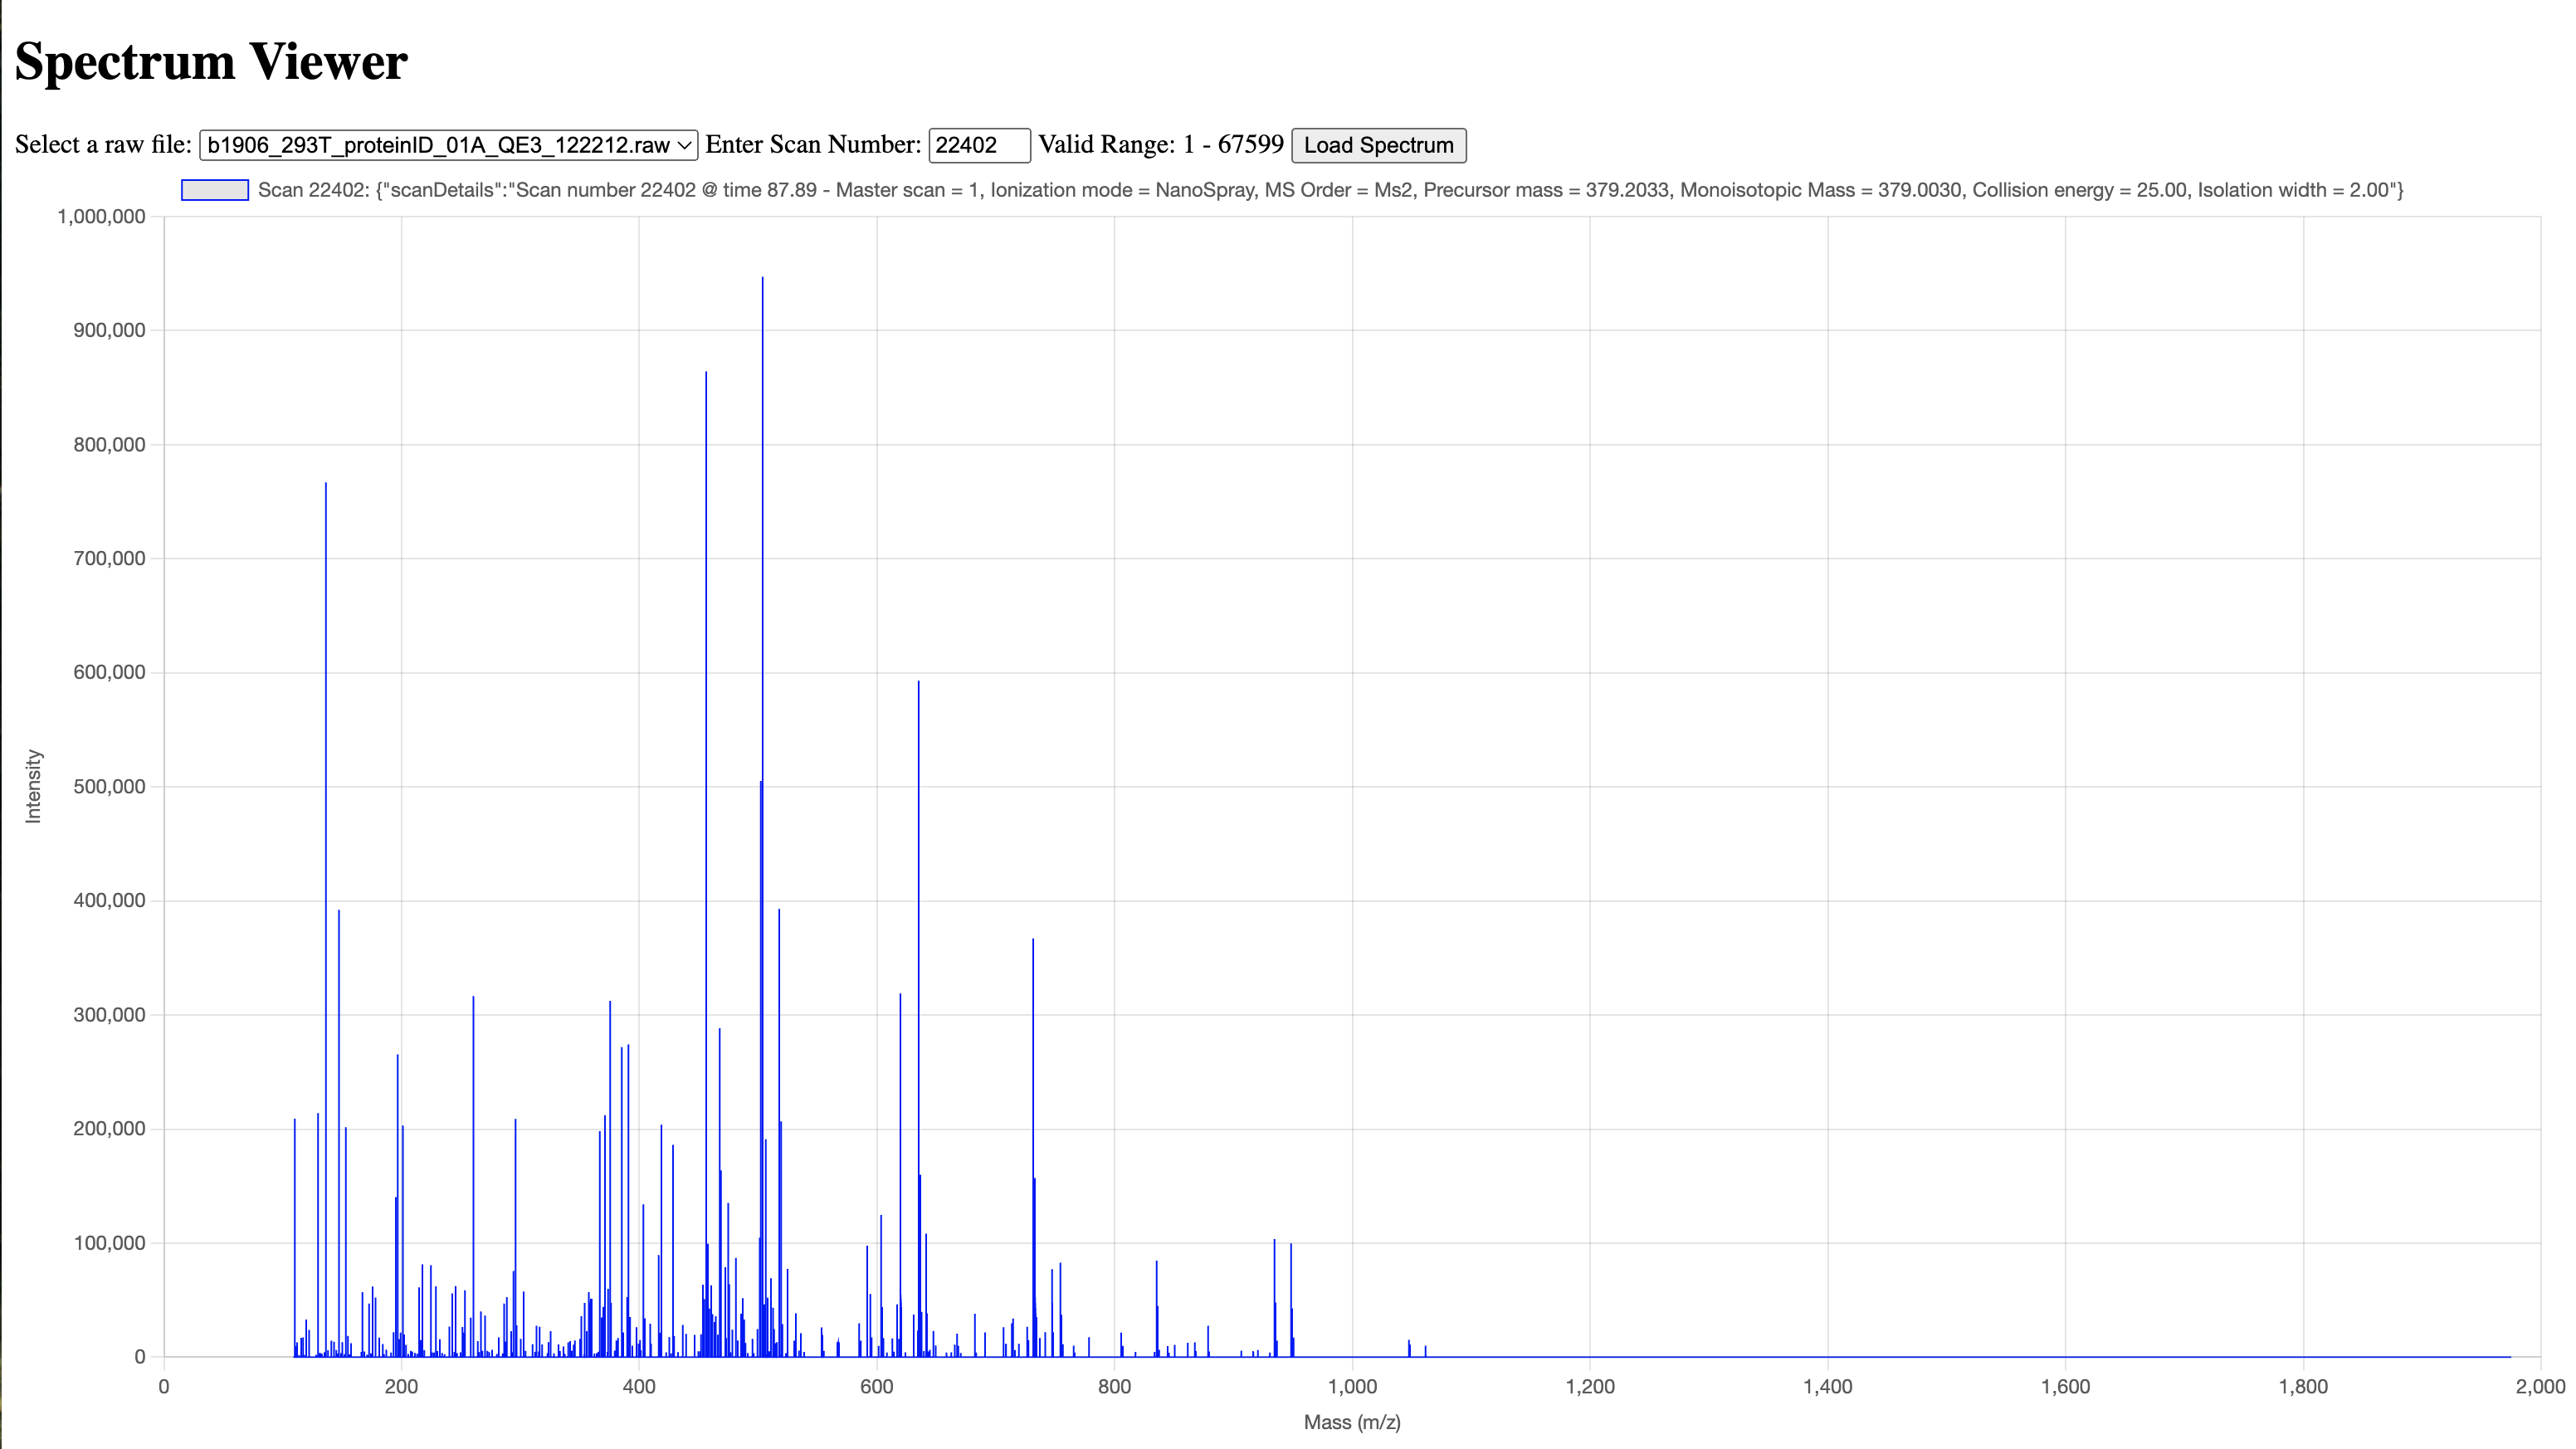 Spectrum Viewer
Select a raw file: b1906_293T_proteinID_01A_QE3_122212.raw Enter Scan Number: 22402 Valid Range: 1 - 67599 Load Spectrum
Scan 22402: {"scanDetails":"Scan number 22402 @ time 87.89 - Master scan = 1, Ionization mode = NanoSpray, MS Order = Ms2, Precursor mass = 379.2033, Monoisotopic Mass = 379.0030, Collision energy = 25.00, Isolation width = 2.00"}
1,000,000
900,000
800,000
700,000
600,000
500,000
400,000
300,000
200,000
100,000
0
Intensity
0 200 400 600 800 1,000 1,200 1,400 1,600 1,800 2,000
Mass (m/z)